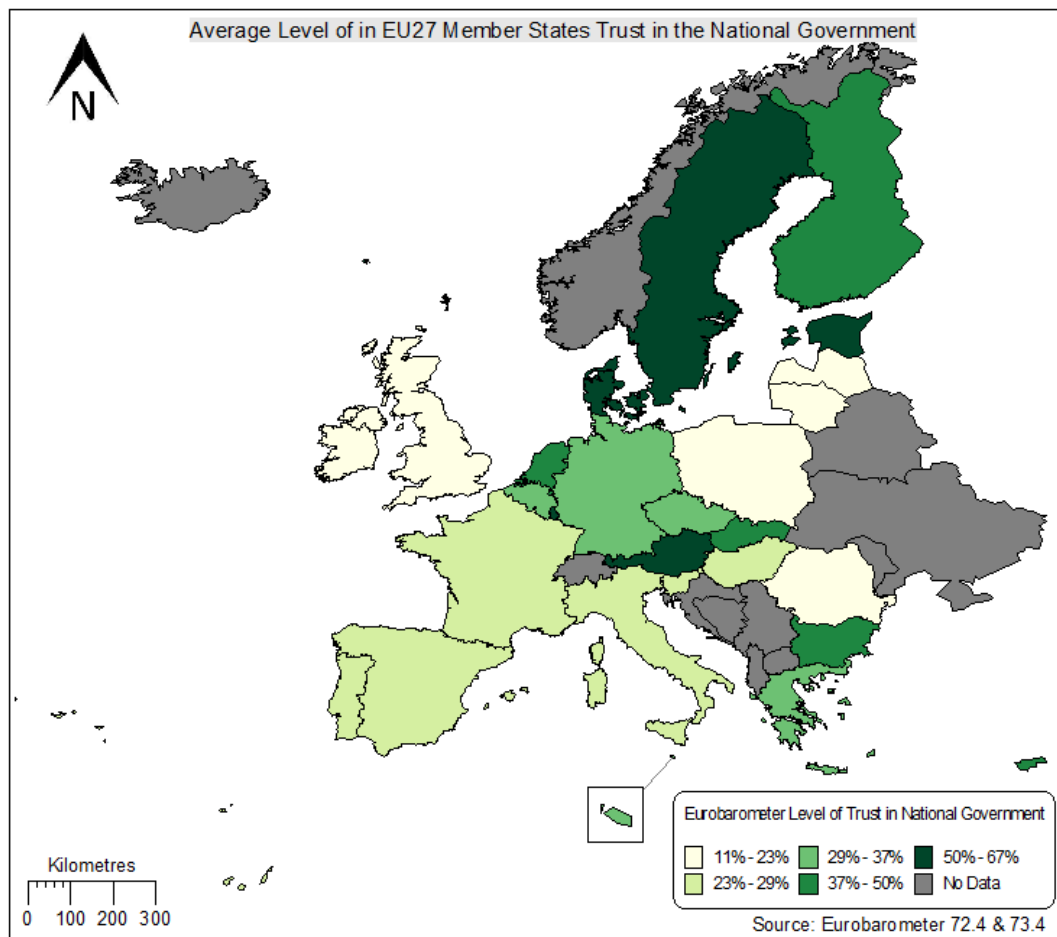 Average Level of in EU27 Member States Trust in the National Government
N
Eurobarometer Level of Trust in National Government
11% - 23%
29% - 37%
50% - 67%
23% - 29%
37% - 50%
No Data
Kilometres
0 100 200 300
Source: Eurobarometer 72.4 & 73.4